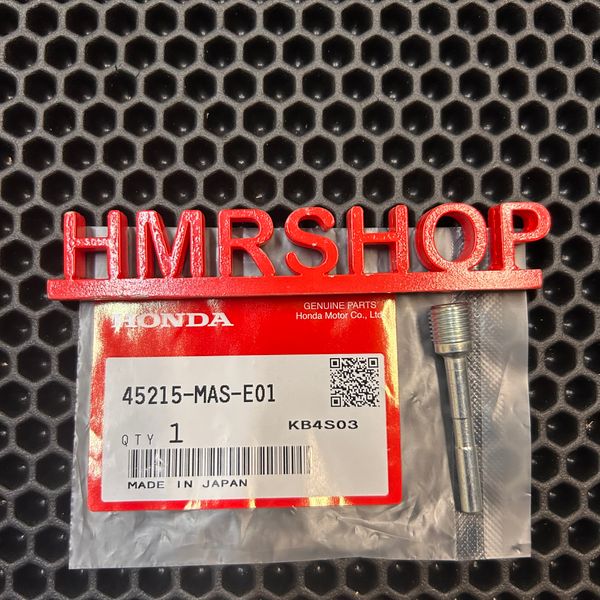 HMRSHOP
GENUINE PARTS
HONDA
Honda Motor Co., Ltd
45215-MAS-E01
QTY 1
KB4S03
MADE IN JAPAN